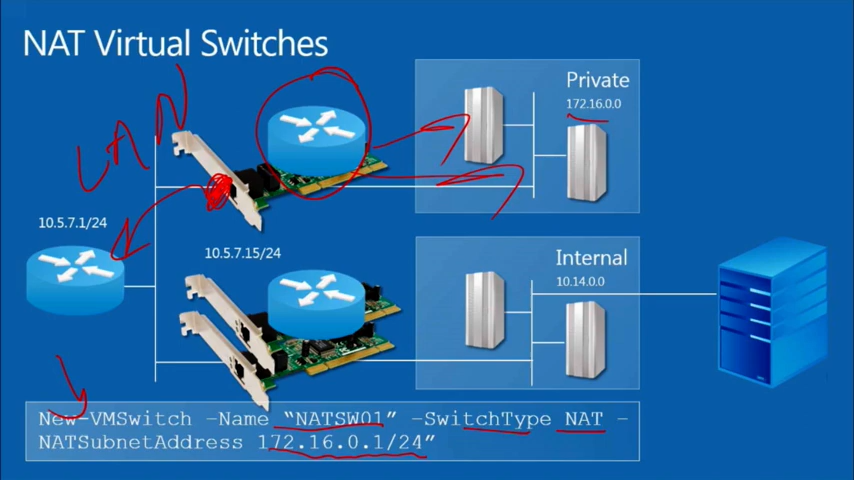 NAT Virtual Switches
LAN
Private
172.16.0.0
10.5.7.1/24
10.5.7.15/24
Internal
10.14.0.0
New-VMSwitch –Name “NATSW01” –SwitchType NAT –
NATSubnetAddress 172.16.0.1/24”